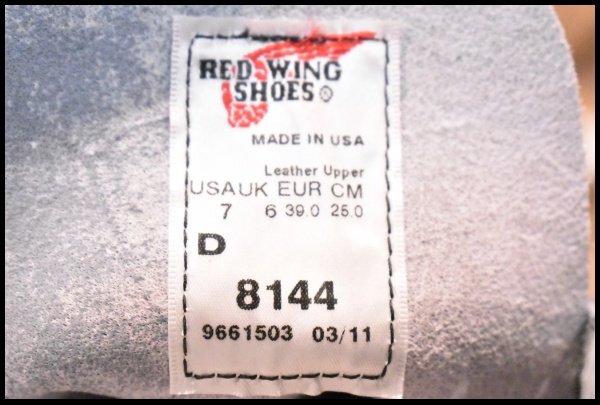 RED WING
SHOES®
MADE IN USA
Leather Upper
USA UK EUR CM
7 6 39.0 25.0
D
8144
9661503 03/11